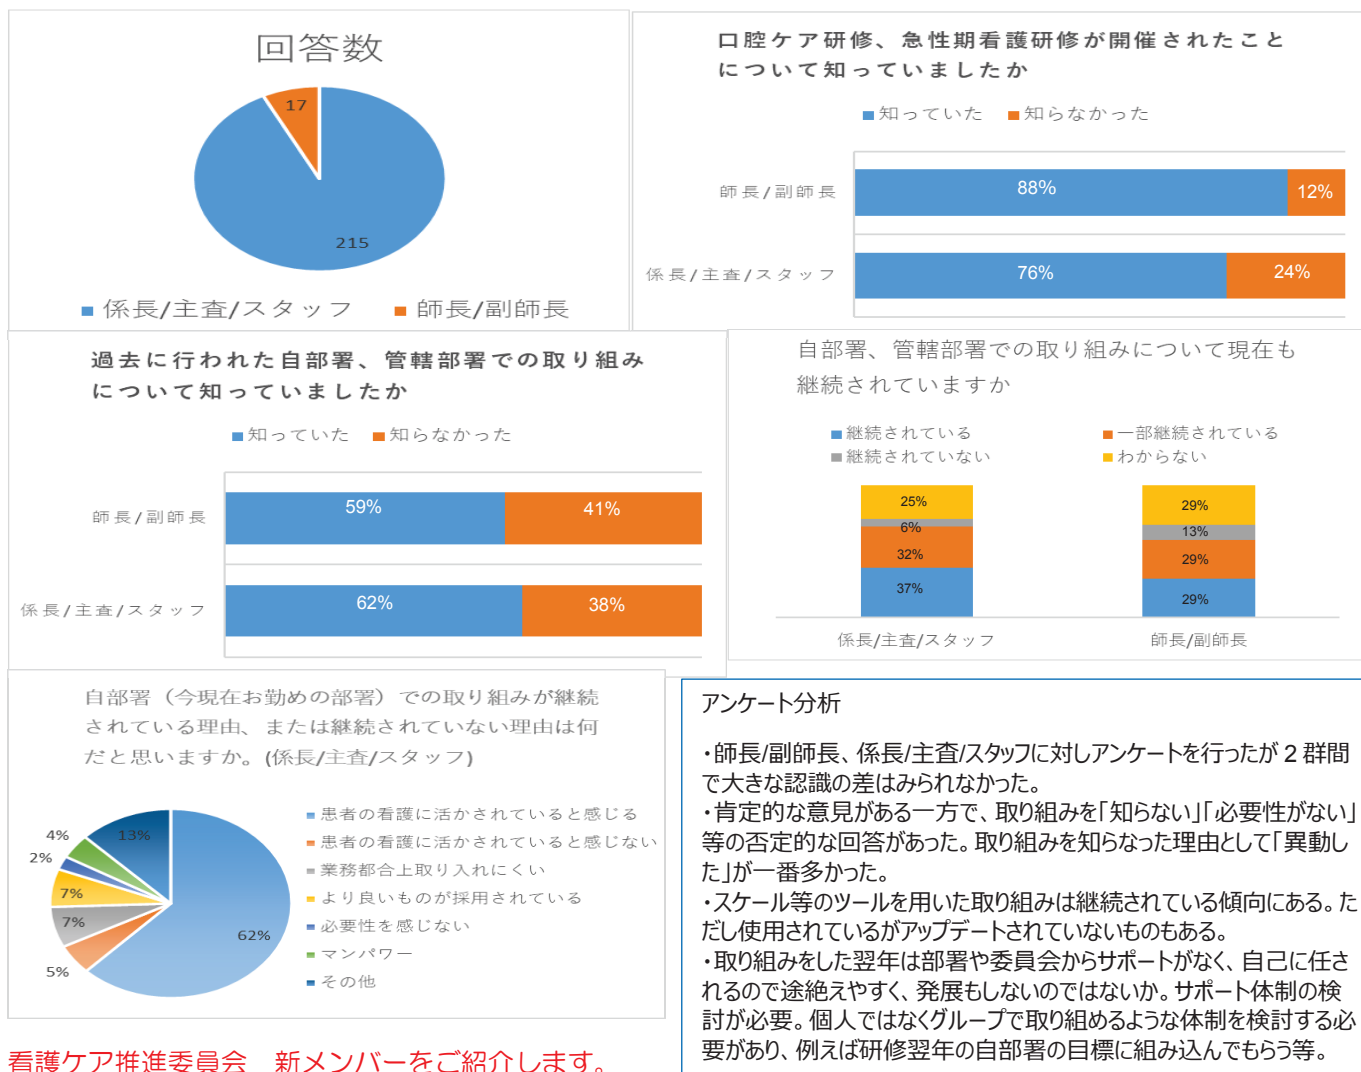 回答数
17
215
係長/主査/スタッフ 師長/副師長
口腔ケア研修、急性期看護研修が開催されたこと
について知っていましたか
知っていた 知らなかった
師長/副師長 88% 12%
係長/主査/スタッフ 76% 24%
過去に行われた自部署、管轄部署での取り組み
について知っていましたか
知っていた 知らなかった
師長/副師長 59% 41%
係長/主査/スタッフ 62% 38%
自部署、管轄部署での取り組みについて現在も
継続されていますか
継続されている 一部継続されている
継続されていない わからない
25% 29%
6% 13%
32% 29%
37% 29%
係長/主査/スタッフ 師長/副師長
自部署（今現在お勤めの部署）での取り組みが継続
されている理由、または継続されていない理由は何
だと思いますか。(係長/主査/スタッフ)
患者の看護に活かされていると感じる
患者の看護に活かされていると感じない
業務都合上取り入れにくい
より良いものが採用されている
必要性を感じない
マンパワー
その他
13%
4%
2%
7%
7%
5%
62%
アンケート分析
・師長/副師長、係長/主査/スタッフに対しアンケートを行ったが２群間
で大きな認識の差はみられなかった。
・肯定的な意見がある一方で、取り組みを「知らない」「必要性がない」
等の否定的な回答があった。取り組みを知らなった理由として「異動し
た」が一番多かった。
・スケール等のツールを用いた取り組みは継続されている傾向にある。た
だし使用されているがアップデートされていないものもある。
・取り組みをした翌年は部署や委員会からサポートがなく、自己に任さ
れるので途絶えやすく、発展もしないのではないか。サポート体制の検
討が必要。個人ではなくグループで取り組めるような体制を検討する必
要があり、例えば研修翌年の自部署の目標に組み込んでもらう等。
看護ケア推進委員会　新メンバーをご紹介します。